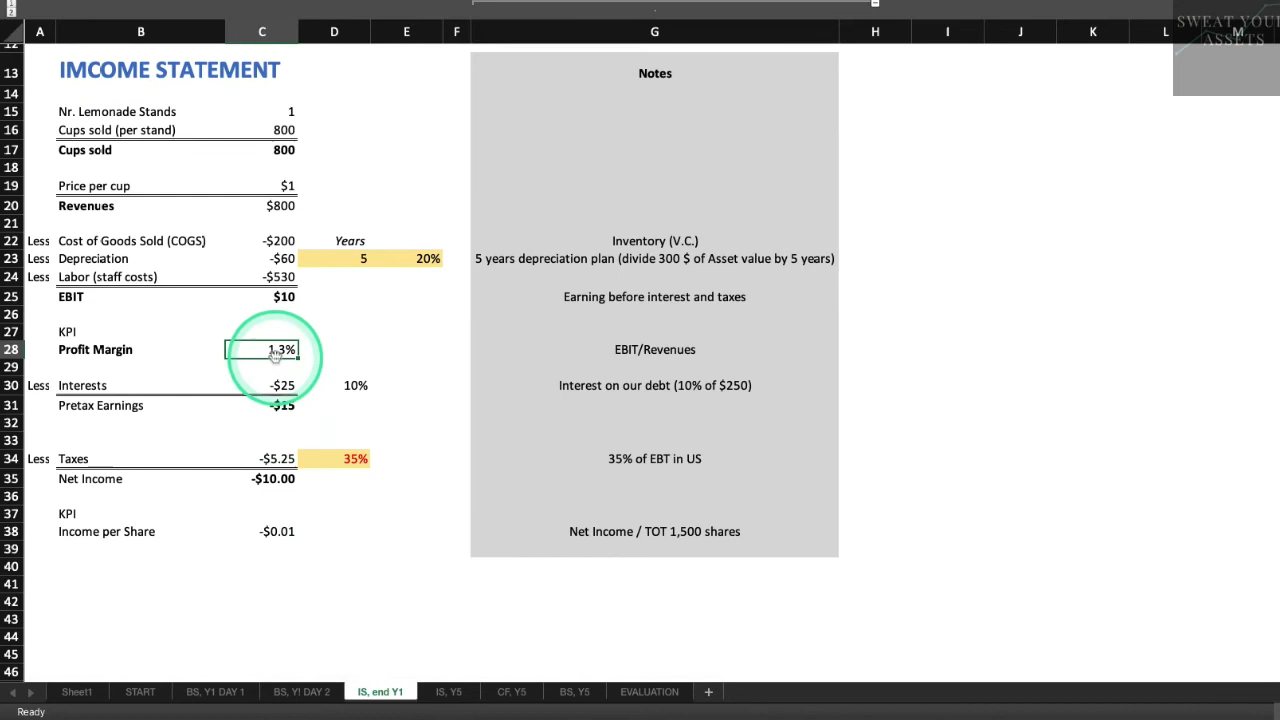 SWEAT YOUR ASSETS
A B C D E F G H I J K L M
12
13 IMCOME STATEMENT Notes
14
15 Nr. Lemonade Stands 1
16 Cups sold (per stand) 800
17 Cups sold 800
18
19 Price per cup $1
20 Revenues $800
21
22 Less Cost of Goods Sold (COGS) -$200 Years Inventory (V.C.)
23 Less Depreciation -$60 5 20% 5 years depreciation plan (divide 300 $ of Asset value by 5 years)
24 Less Labor (staff costs) -$530
25 EBIT $10 Earning before interest and taxes
26
27 KPI
28 Profit Margin 1.3% EBIT/Revenues
29
30 Less Interests -$25 10% Interest on our debt (10% of $250)
31 Pretax Earnings -$15
32
33
34 Less Taxes -$5.25 35% 35% of EBT in US
35 Net Income -$10.00
36
37 KPI
38 Income per Share -$0.01 Net Income / TOT 1,500 shares
39
40
41
42
43
44
45
46
Sheet1 START BS, Y1 DAY 1 BS, Y! DAY 2 IS, end Y1 IS, Y5 CF, Y5 BS, Y5 EVALUATION +
Ready